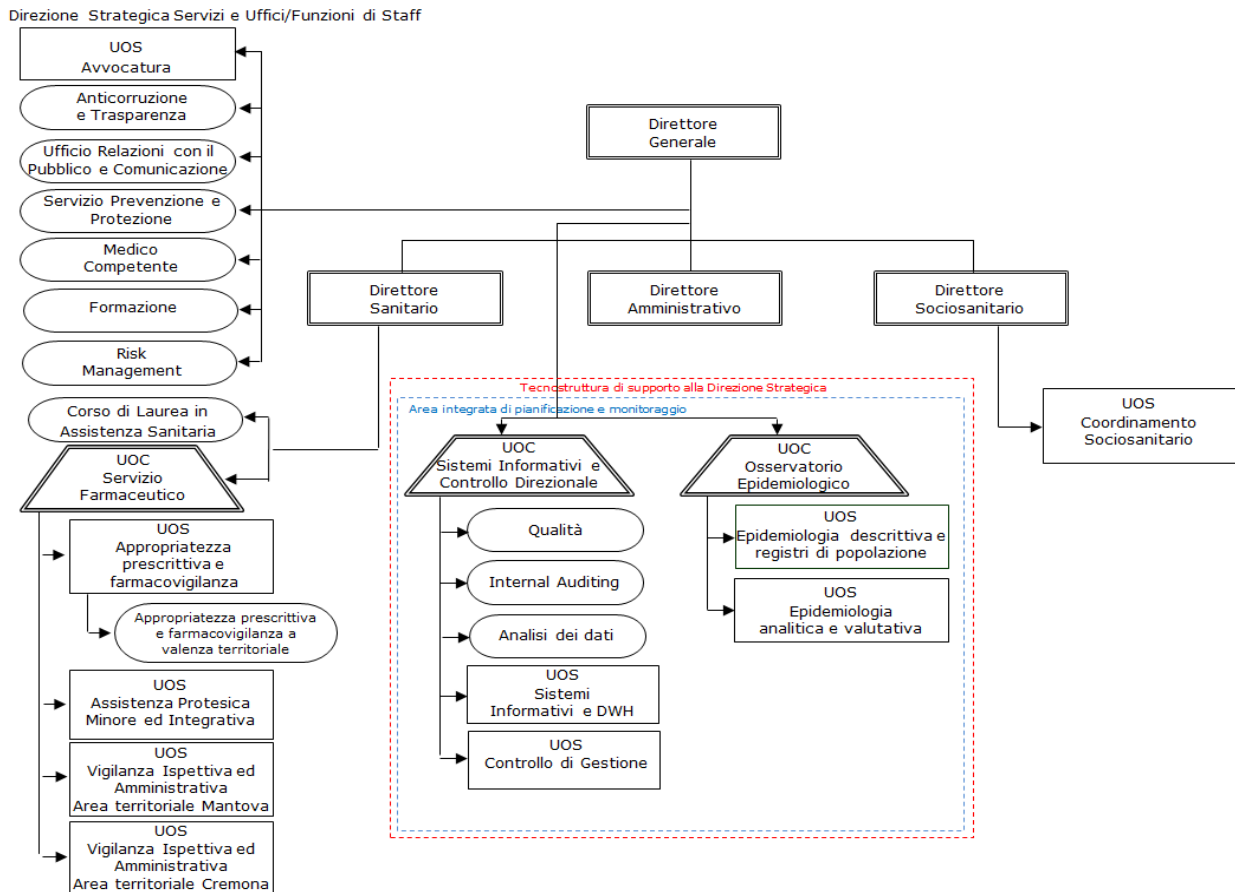 Direzione Strategica Servizi e Uffici/Funzioni di Staff
UOS
Avvocatura
Anticorruzione
e Trasparenza
Ufficio Relazioni con il
Pubblico e Comunicazione
Servizio Prevenzione e
Protezione
Medico
Competente
Formazione
Risk
Management
Direttore
Generale
Direttore
Sanitario
Direttore
Amministrativo
Direttore
Sociosanitario
Corso di Laurea in
Assistenza Sanitaria
UOC
Servizio
Farmaceutico
UOS
Appropriatezza
prescrittiva e
farmacovigilanza
Appropriatezza prescrittiva
e farmacovigilanza a
valenza territoriale
UOS
Assistenza Protesica
Minore ed Integrativa
UOS
Vigilanza Ispettiva ed
Amministrativa
Area territoriale Mantova
UOS
Vigilanza Ispettiva ed
Amministrativa
Area territoriale Cremona
Tecnostruttura di supporto alla Direzione Strategica
Area integrata di pianificazione e monitoraggio
UOC
Sistemi Informativi e
Controllo Direzionale
Qualità
Internal Auditing
Analisi dei dati
UOS
Sistemi
Informativi e DWH
UOS
Controllo di Gestione
UOC
Osservatorio
Epidemiologico
UOS
Epidemiologia descrittiva e
registri di popolazione
UOS
Epidemiologia
analitica e valutativa
UOS
Coordinamento
Sociosanitario